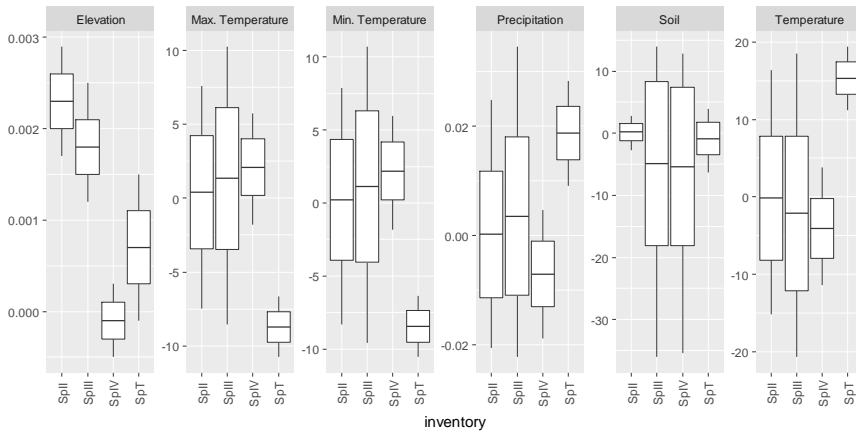 Elevation Max. Temperature Min. Temperature Precipitation Soil Temperature
0.003 10 10 0.02 10 20
0.002 5 5 0.00 0 10
0.001 0 0 -0.02 -10 0
0.000 -5 -5 -20 -10
-10 -10 -30 -20
SpII SpIII SpIV SpT SpII SpIII SpIV SpT SpII SpIII SpIV SpT SpII SpIII SpIV SpT SpII SpIII SpIV SpT SpII SpIII SpIV SpT
inventory